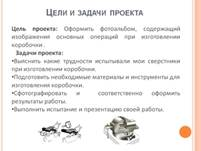 Цели и задачи проекта
Цель проекта: Оформить фотоальбом, содержащий
изображения основных операций при изготовлении
коробочки.
Задачи проекта:
•Выяснить какие трудности испытывали мои сверстники
при изготовлении коробочки.
•Подготовить необходимые материалы и инструменты для
изготовления коробочки.
•Сфотографировать и соответственно оформить
результаты работы.
•Выполнить испытание и презентацию своей работы.